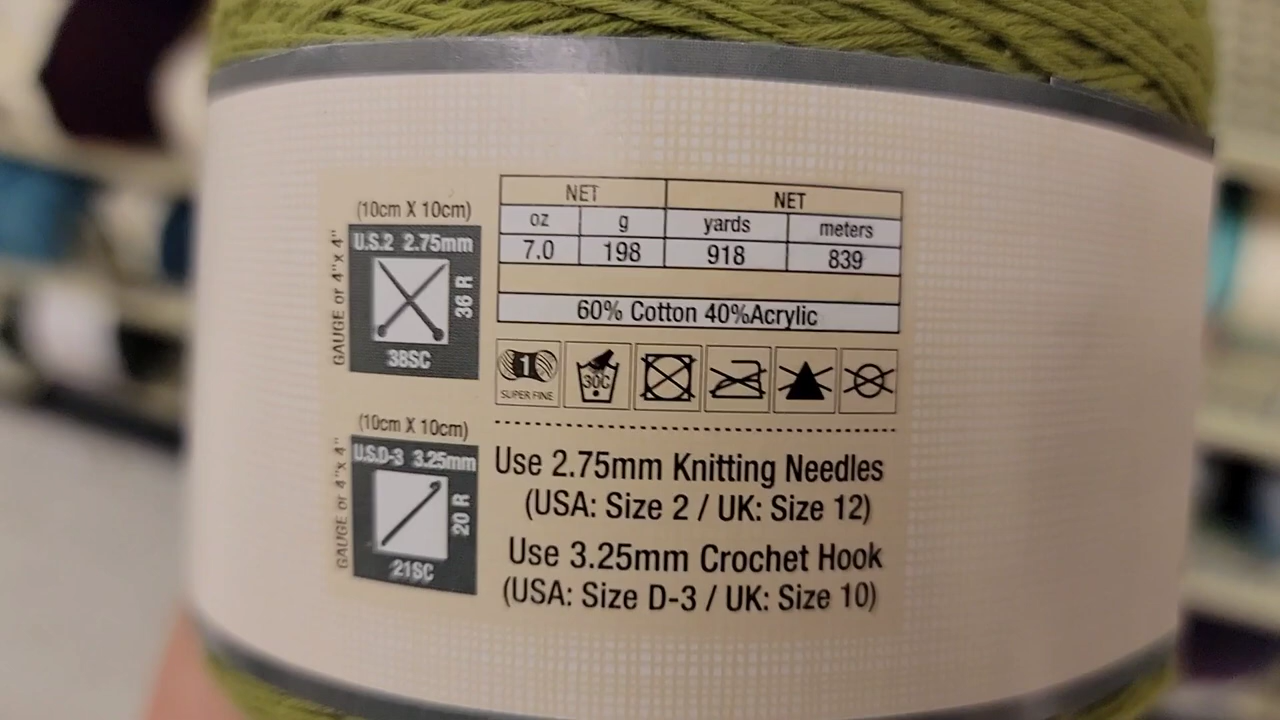 (10cm X 10cm)
GAUGE or 4"x 4"
U.S.2 2.75mm
36 R
38SC
NET NET
oz g yards meters
7.0 198 918 839
60% Cotton 40%Acrylic
1 30C
SUPER FINE
(10cm X 10cm)
GAUGE or 4"x 4"
U.S.D-3 3.25mm
20 R
21SC
Use 2.75mm Knitting Needles
(USA: Size 2 / UK: Size 12)
Use 3.25mm Crochet Hook
(USA: Size D-3 / UK: Size 10)